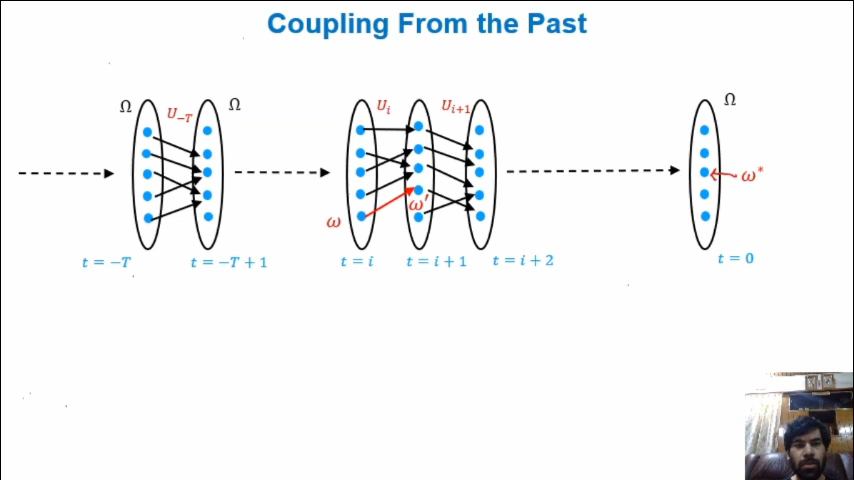 Coupling From the Past
Ω U₋T Ω Uᵢ Uᵢ₊₁ Ω
ω ω′ ω*
t = −T t = −T + 1 t = i t = i + 1 t = i + 2 t = 0